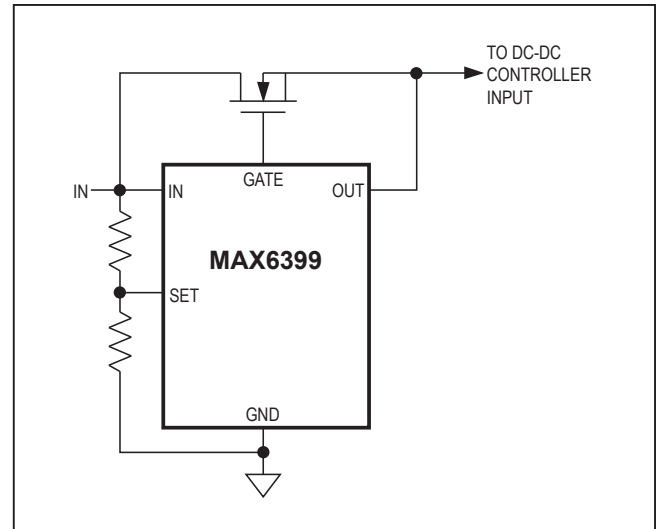 TO DC-DC
CONTROLLER
INPUT
GATE
IN
IN
OUT
MAX6399
SET
GND